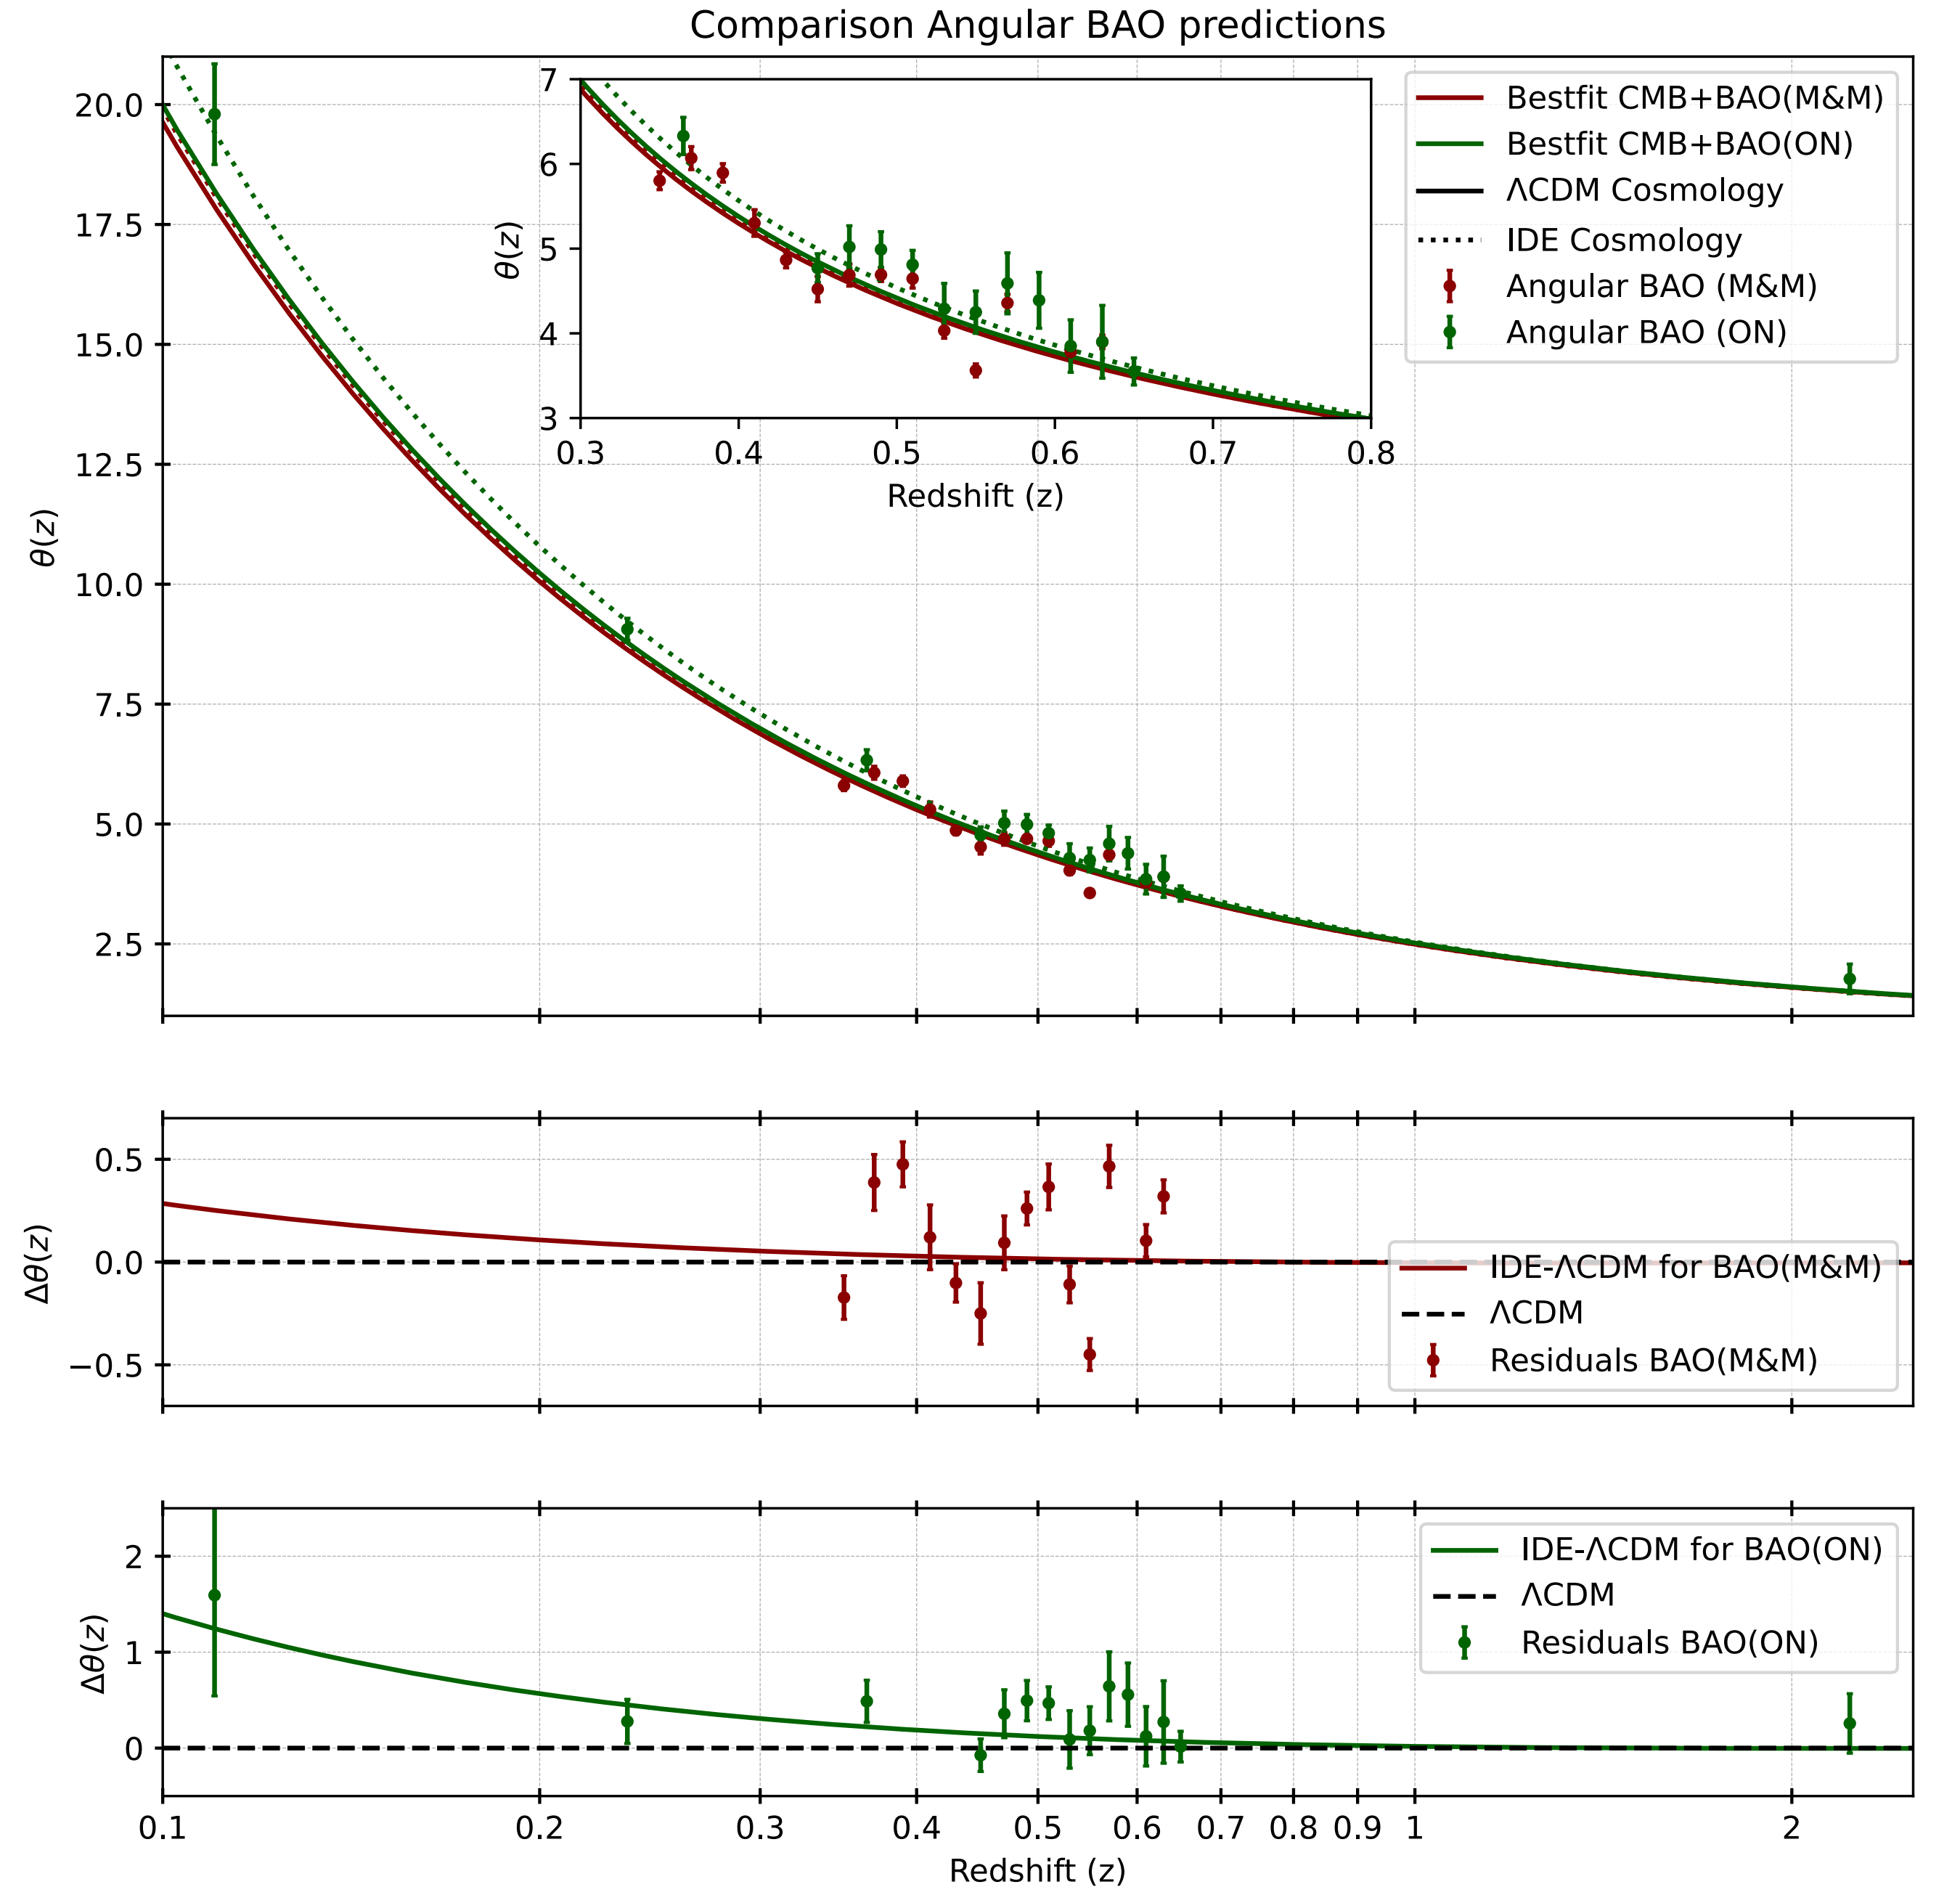 Comparison Angular BAO predictions
20.0
17.5
15.0
12.5
10.0
7.5
5.0
2.5
θ(z)
7
6
5
4
3
θ(z)
0.3 0.4 0.5 0.6 0.7 0.8
Redshift (z)
Bestfit CMB+BAO(M&M)
Bestfit CMB+BAO(ON)
ΛCDM Cosmology
IDE Cosmology
Angular BAO (M&M)
Angular BAO (ON)
0.5
0.0
−0.5
Δθ(z)
IDE-ΛCDM for BAO(M&M)
ΛCDM
Residuals BAO(M&M)
2
1
0
Δθ(z)
IDE-ΛCDM for BAO(ON)
ΛCDM
Residuals BAO(ON)
0.1 0.2 0.3 0.4 0.5 0.6 0.7 0.8 0.9 1 2
Redshift (z)